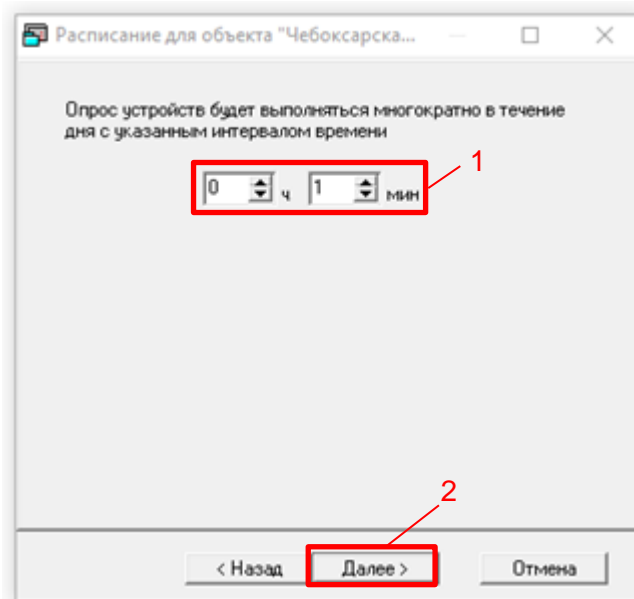 Расписание для объекта "Чебоксарска...
Опрос устройств будет выполняться многократно в течение
дня с указанным интервалом времени
1
0 ч 1 мин
2
< Назад Далее > Отмена